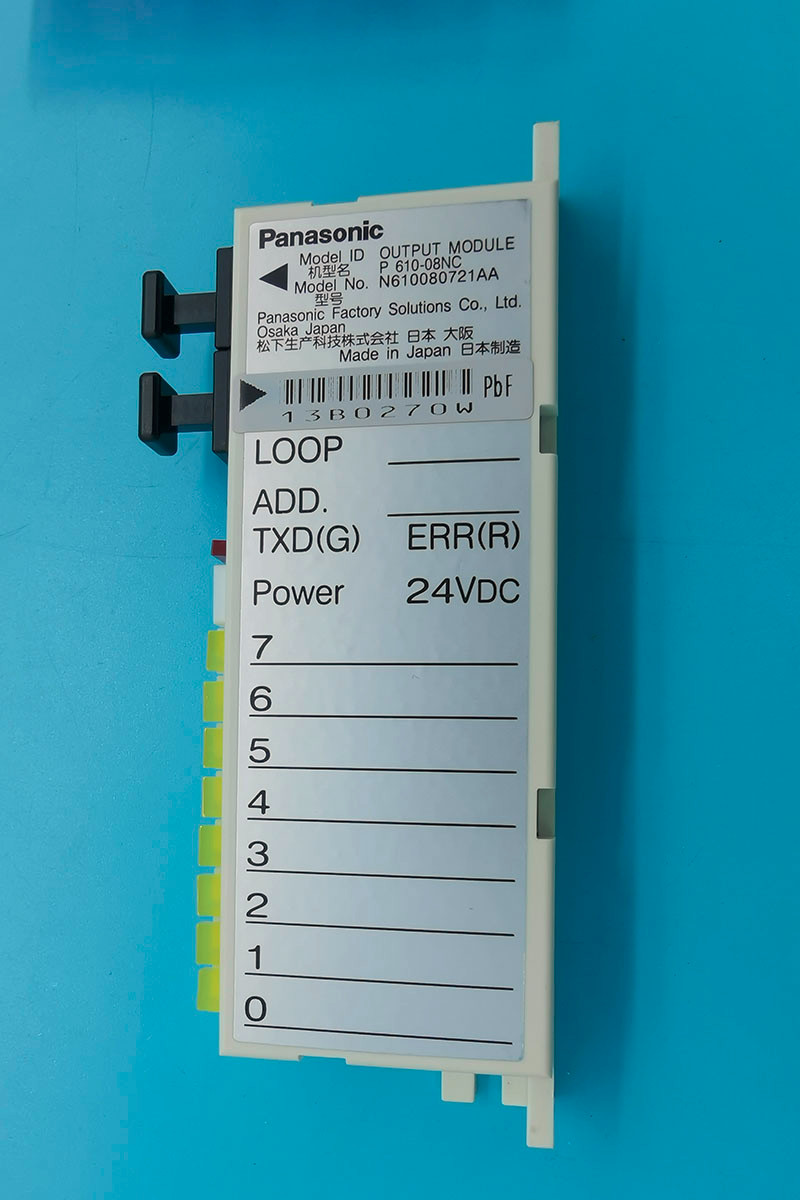 Panasonic
Model ID OUTPUT MODULE
机型名 P 610-08NC
Model No. N610080721AA
型号
Panasonic Factory Solutions Co., Ltd.
Osaka Japan
松下生产科技株式会社 日本 大阪
Made in Japan 日本制造
PbF
13B0270W
LOOP
ADD.
TXD(G) ERR(R)
Power 24VDC
7
6
5
4
3
2
1
0